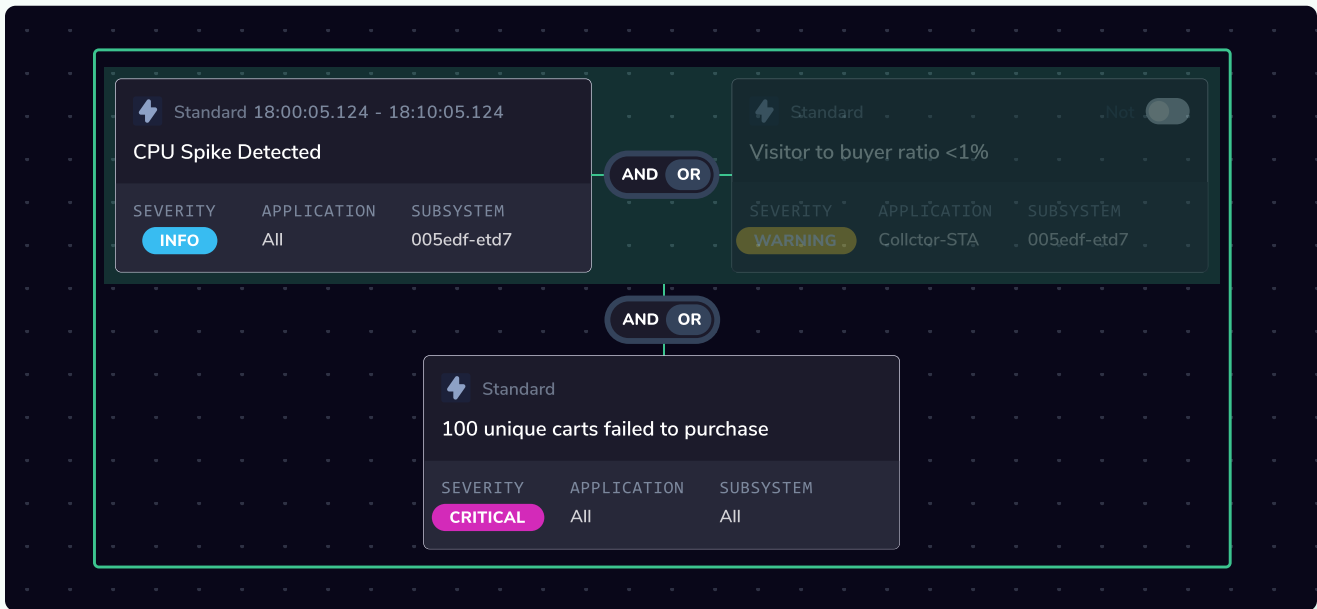 Standard 18:00:05.124 - 18:10:05.124
CPU Spike Detected
SEVERITY APPLICATION SUBSYSTEM
INFO All 005edf-etd7
AND OR
Standard Not
Visitor to buyer ratio <1%
SEVERITY APPLICATION SUBSYSTEM
WARNING Collctor-STA 005edf-etd7
AND OR
Standard
100 unique carts failed to purchase
SEVERITY APPLICATION SUBSYSTEM
CRITICAL All All